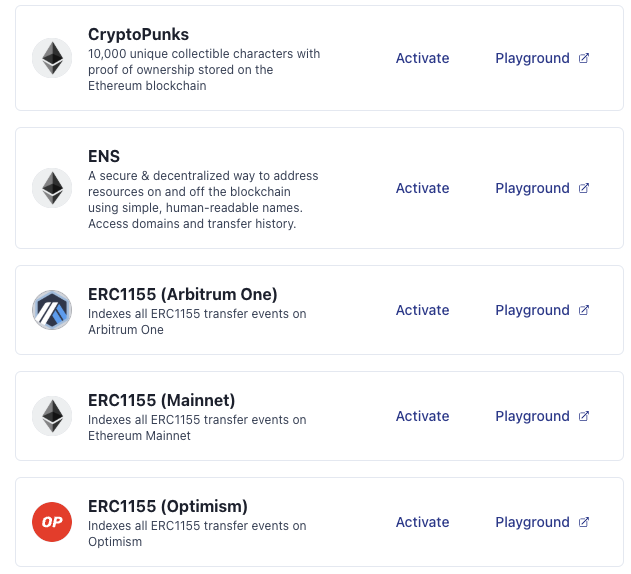 CryptoPunks
10,000 unique collectible characters with
proof of ownership stored on the
Ethereum blockchain
Activate
Playground
ENS
A secure & decentralized way to address
resources on and off the blockchain
using simple, human-readable names.
Access domains and transfer history.
Activate
Playground
ERC1155 (Arbitrum One)
Indexes all ERC1155 transfer events on
Arbitrum One
Activate
Playground
ERC1155 (Mainnet)
Indexes all ERC1155 transfer events on
Ethereum Mainnet
Activate
Playground
OP
ERC1155 (Optimism)
Indexes all ERC1155 transfer events on
Optimism
Activate
Playground